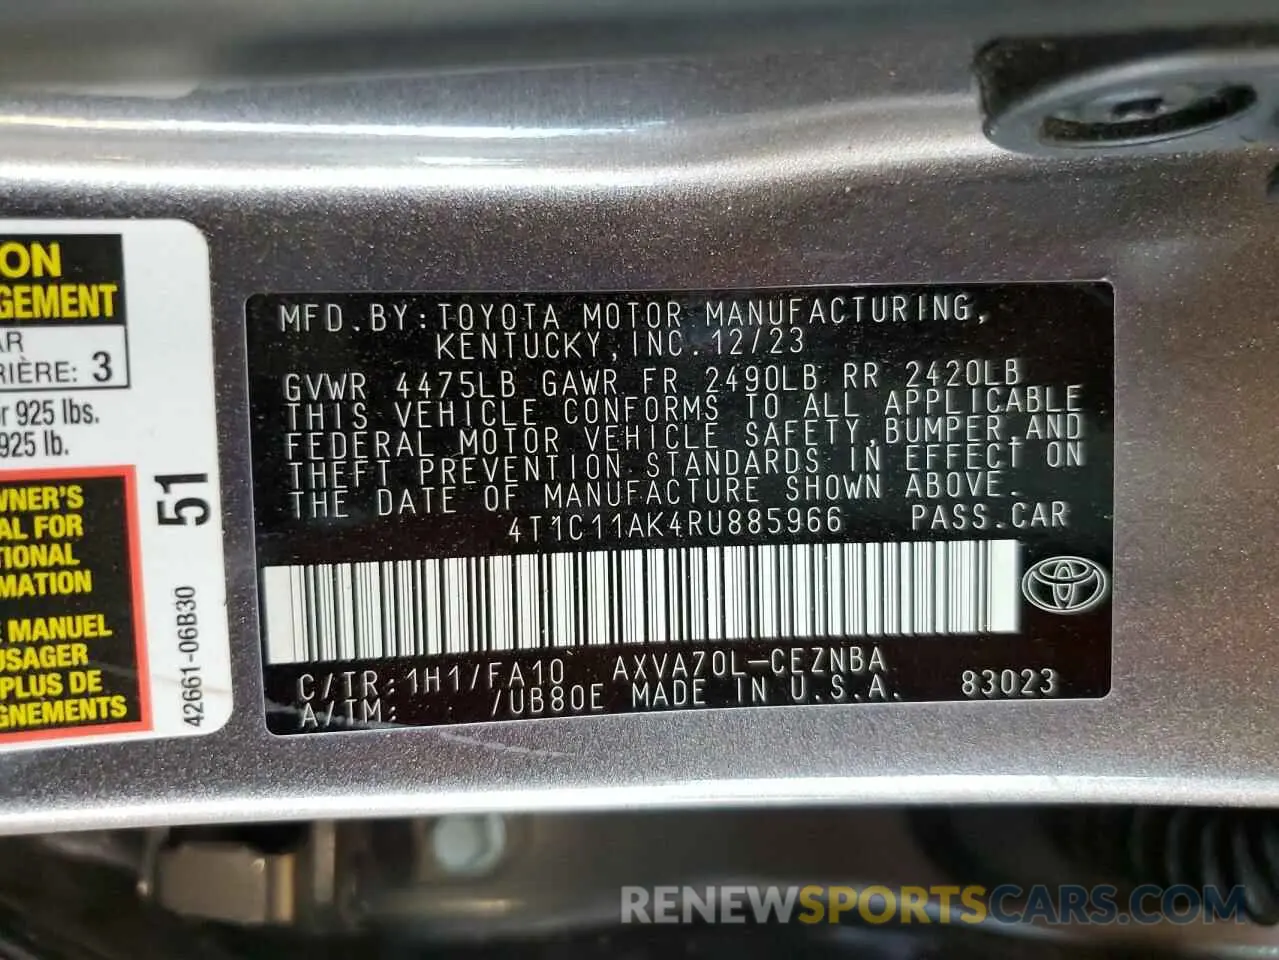 ON
GEMENT
AR
RIÈRE: 3
or 925 lbs.
925 lb.
WNER'S
AL FOR
TIONAL
RMATION
E MANUEL
USAGER
PLUS DE
GNEMENTS
51
42661-06B30
MFD.BY:TOYOTA MOTOR MANUFACTURING,
KENTUCKY,INC.12/23
GVWR 4475LB GAWR FR 2490LB RR 2420LB
THIS VEHICLE CONFORMS TO ALL APPLICABLE
FEDERAL MOTOR VEHICLE SAFETY,BUMPER,AND
THEFT PREVENTION STANDARDS IN EFFECT ON
THE DATE OF MANUFACTURE SHOWN ABOVE.
4T1C11AK4RU885966 PASS.CAR
C/TR:1H1/FA10 AXVA70L-CEZNBA
A/TM: /UB80E MADE IN U.S.A. 83023
RENEWSPORTSCARS.COM